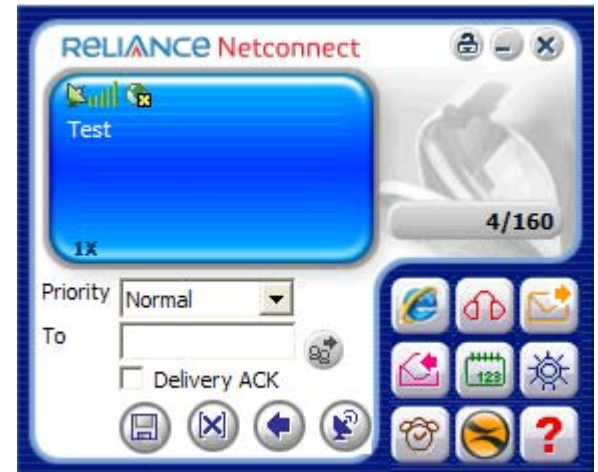 RELIANCE Netconnect
Test
4/160
1X
Priority Normal
To
Delivery ACK
123
?